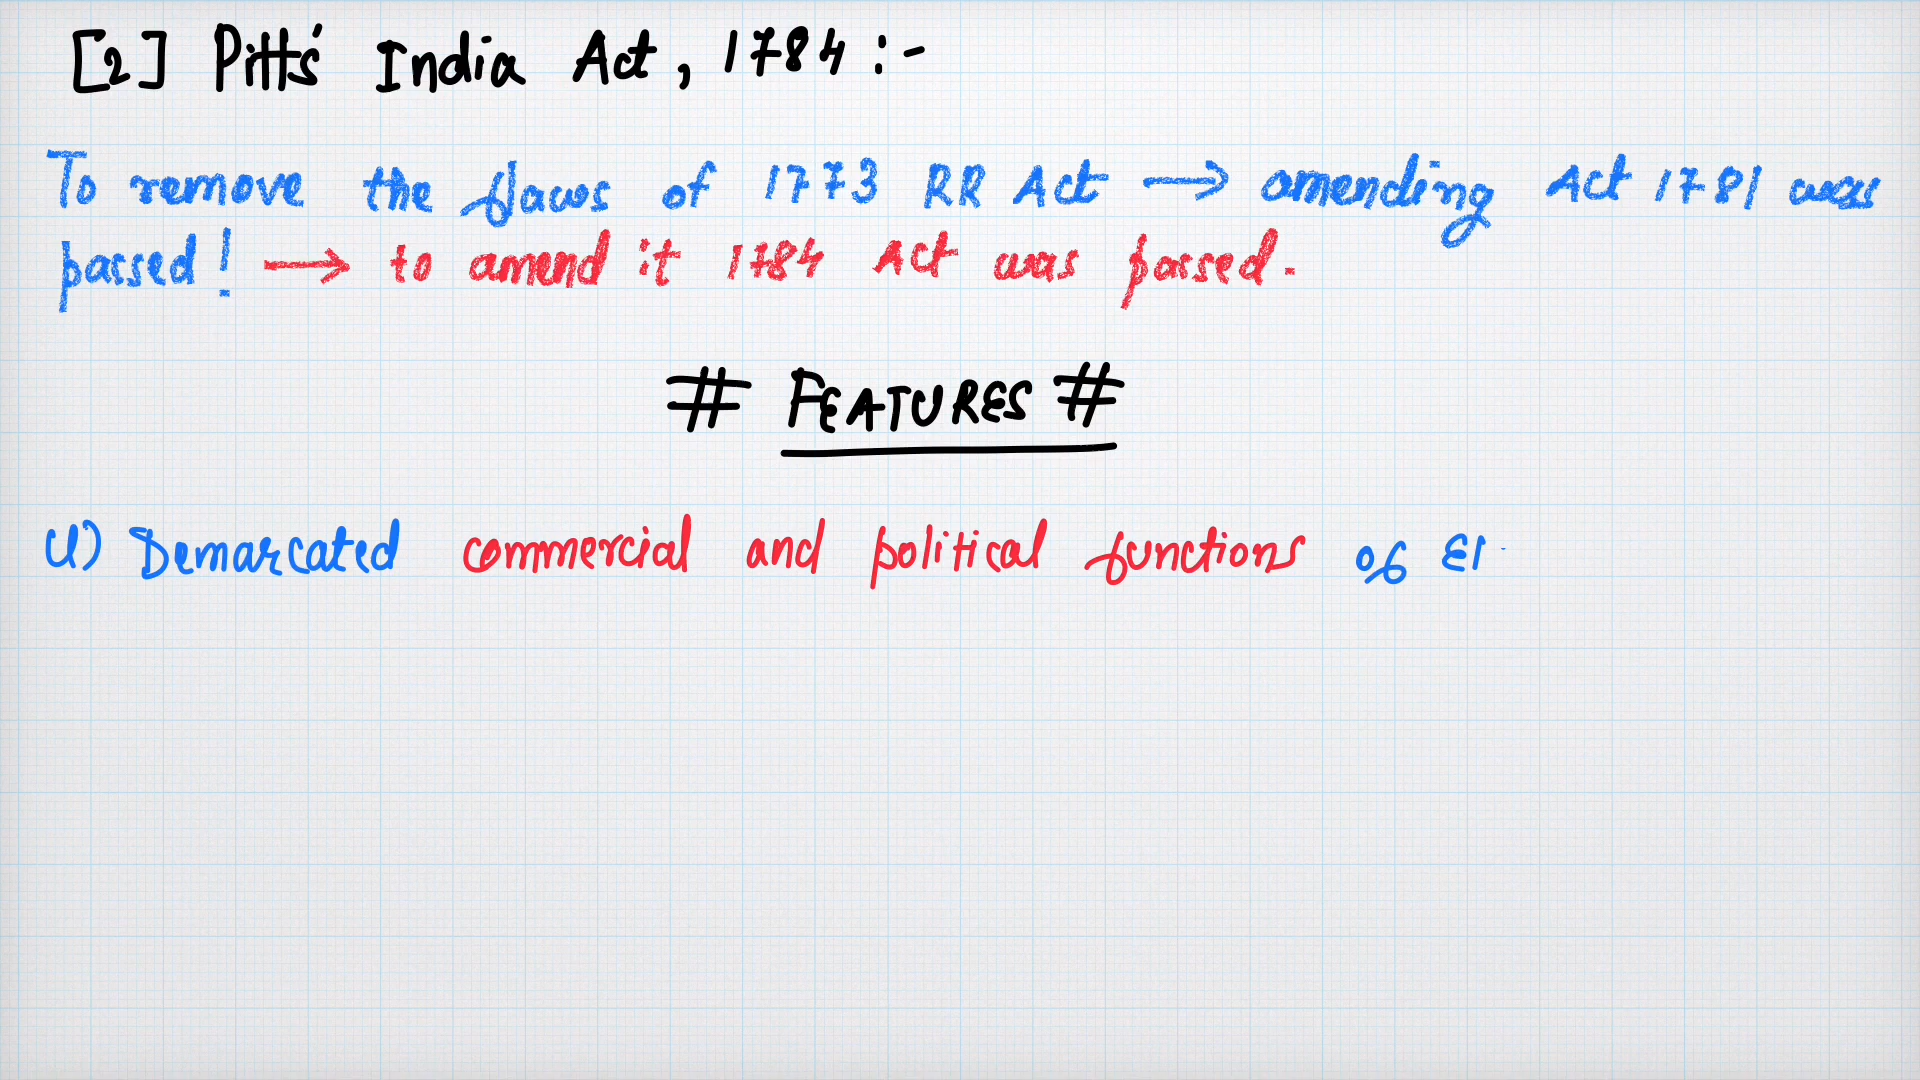 [2] Pitt's India Act, 1784 :-
To remove the flaws of 1773 RR Act → amending Act 1781 was
passed! → to amend it 1784 Act was passed.
# FEATURES #
(1) Demarcated commercial and political functions of EI